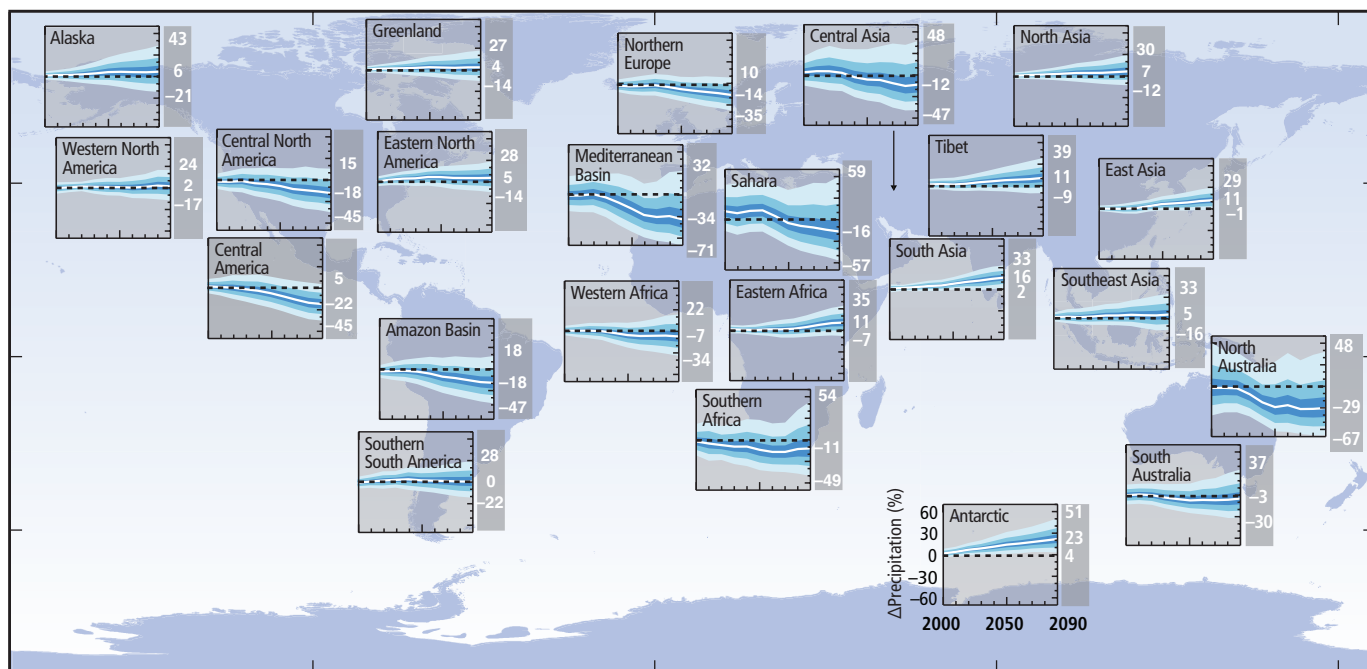 Alaska
43
6
−21
Greenland
27
4
−14
Northern
Europe
10
−14
−35
Central Asia
48
−12
−47
North Asia
30
7
−12
Western North
America
24
2
−17
Central North
America
15
−18
−45
Eastern North
America
28
5
−14
Mediterranean
Basin
32
−34
−71
Sahara
59
−16
−57
Tibet
39
11
−9
East Asia
29
11
−1
Central
America
5
−22
−45
Western Africa
22
−7
−34
Eastern Africa
35
11
−7
South Asia
33
16
2
Southeast Asia
33
5
−16
Amazon Basin
18
−18
−47
North
Australia
48
−29
−67
Southern
Africa
54
−11
−49
Southern
South America
28
0
−22
South
Australia
37
−3
−30
Antarctic
51
23
4
ΔPrecipitation (%)
60
30
0
−30
−60
2000 2050 2090